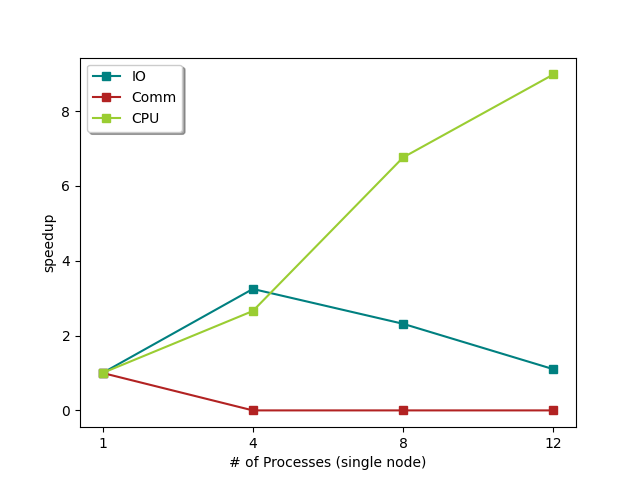 IO
Comm
CPU
speedup
8
6
4
2
0
1 4 8 12
# of Processes (single node)